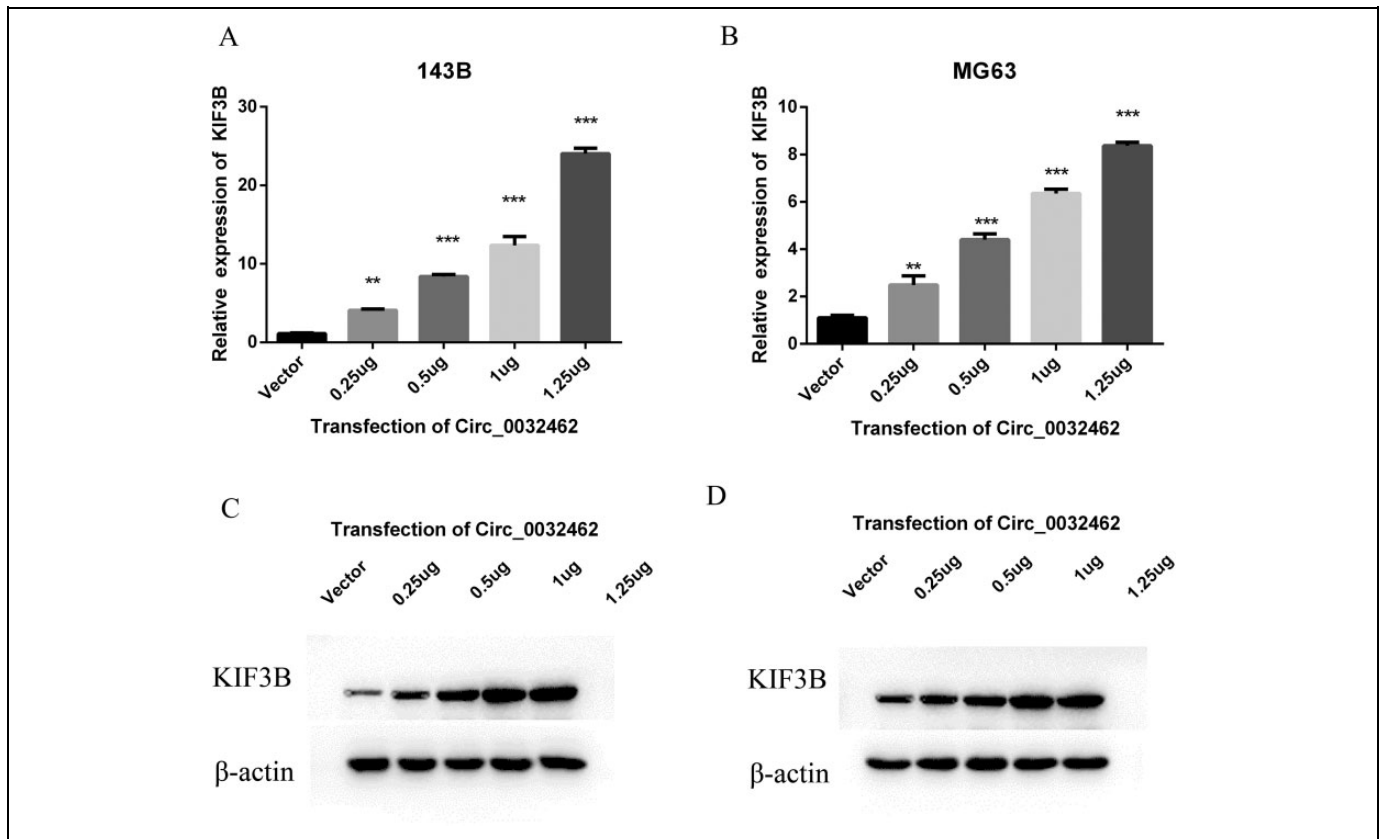 A
143B
Relative expression of KIF3B
30
20
10
0
**
***
***
***
Vector
0.25ug
0.5ug
1ug
1.25ug
Transfection of Circ_0032462
B
MG63
Relative expression of KIF3B
10
8
6
4
2
0
**
***
***
***
Vector
0.25ug
0.5ug
1ug
1.25ug
Transfection of Circ_0032462
C
Transfection of Circ_0032462
Vector
0.25ug
0.5ug
1ug
1.25ug
KIF3B
β-actin
D
Transfection of Circ_0032462
Vector
0.25ug
0.5ug
1ug
1.25ug
KIF3B
β-actin